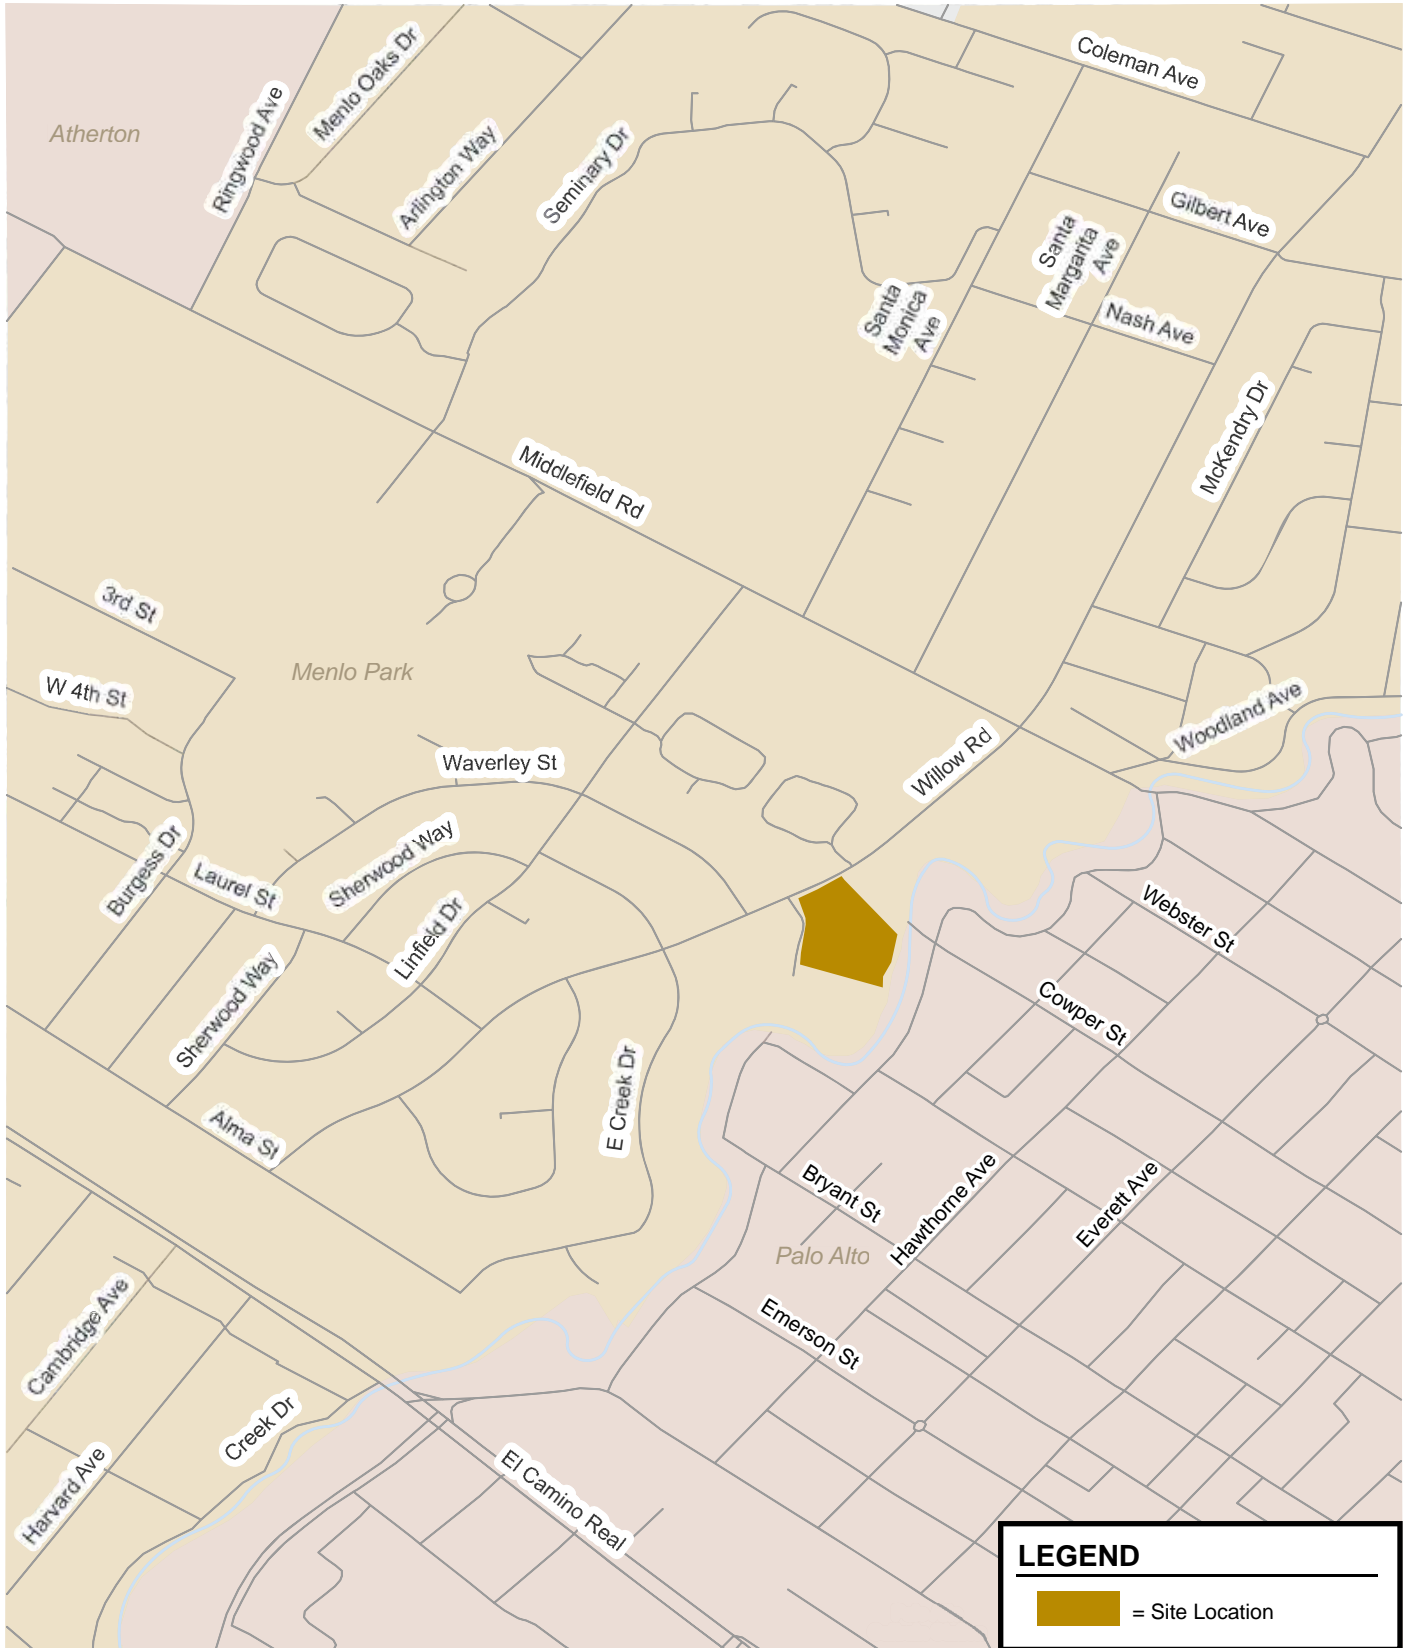 Coleman Ave
Menlo Oaks Dr
Atherton
Ringwood Ave
Arlington Way
Seminary Dr
Gilbert Ave
Santa
Margarita
Ave
Santa
Monica
Ave
Nash Ave
McKendry Dr
Middlefield Rd
3rd St
Menlo Park
W 4th St
Woodland Ave
Waverley St
Willow Rd
Sherwood Way
Burgess Dr
Laurel St
Linfield Dr
Webster St
Sherwood Way
Cowper St
E Creek Dr
Alma St
Bryant St
Hawthorne Ave
Everett Ave
Palo Alto
Cambridge Ave
Emerson St
Creek Dr
Harvard Ave
El Camino Real
LEGEND
= Site Location